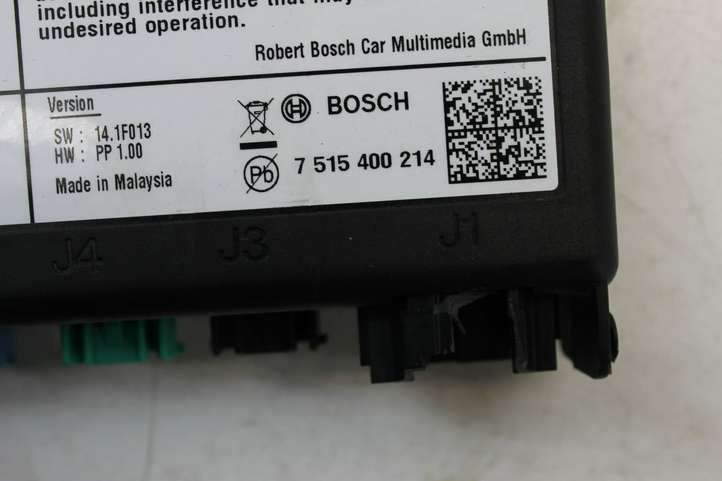 including interference that may
undesired operation.
Robert Bosch Car Multimedia GmbH
Version
SW : 14.1F013
HW : PP 1.00
Made in Malaysia
BOSCH
Pb
7 515 400 214
J4
J3
J1